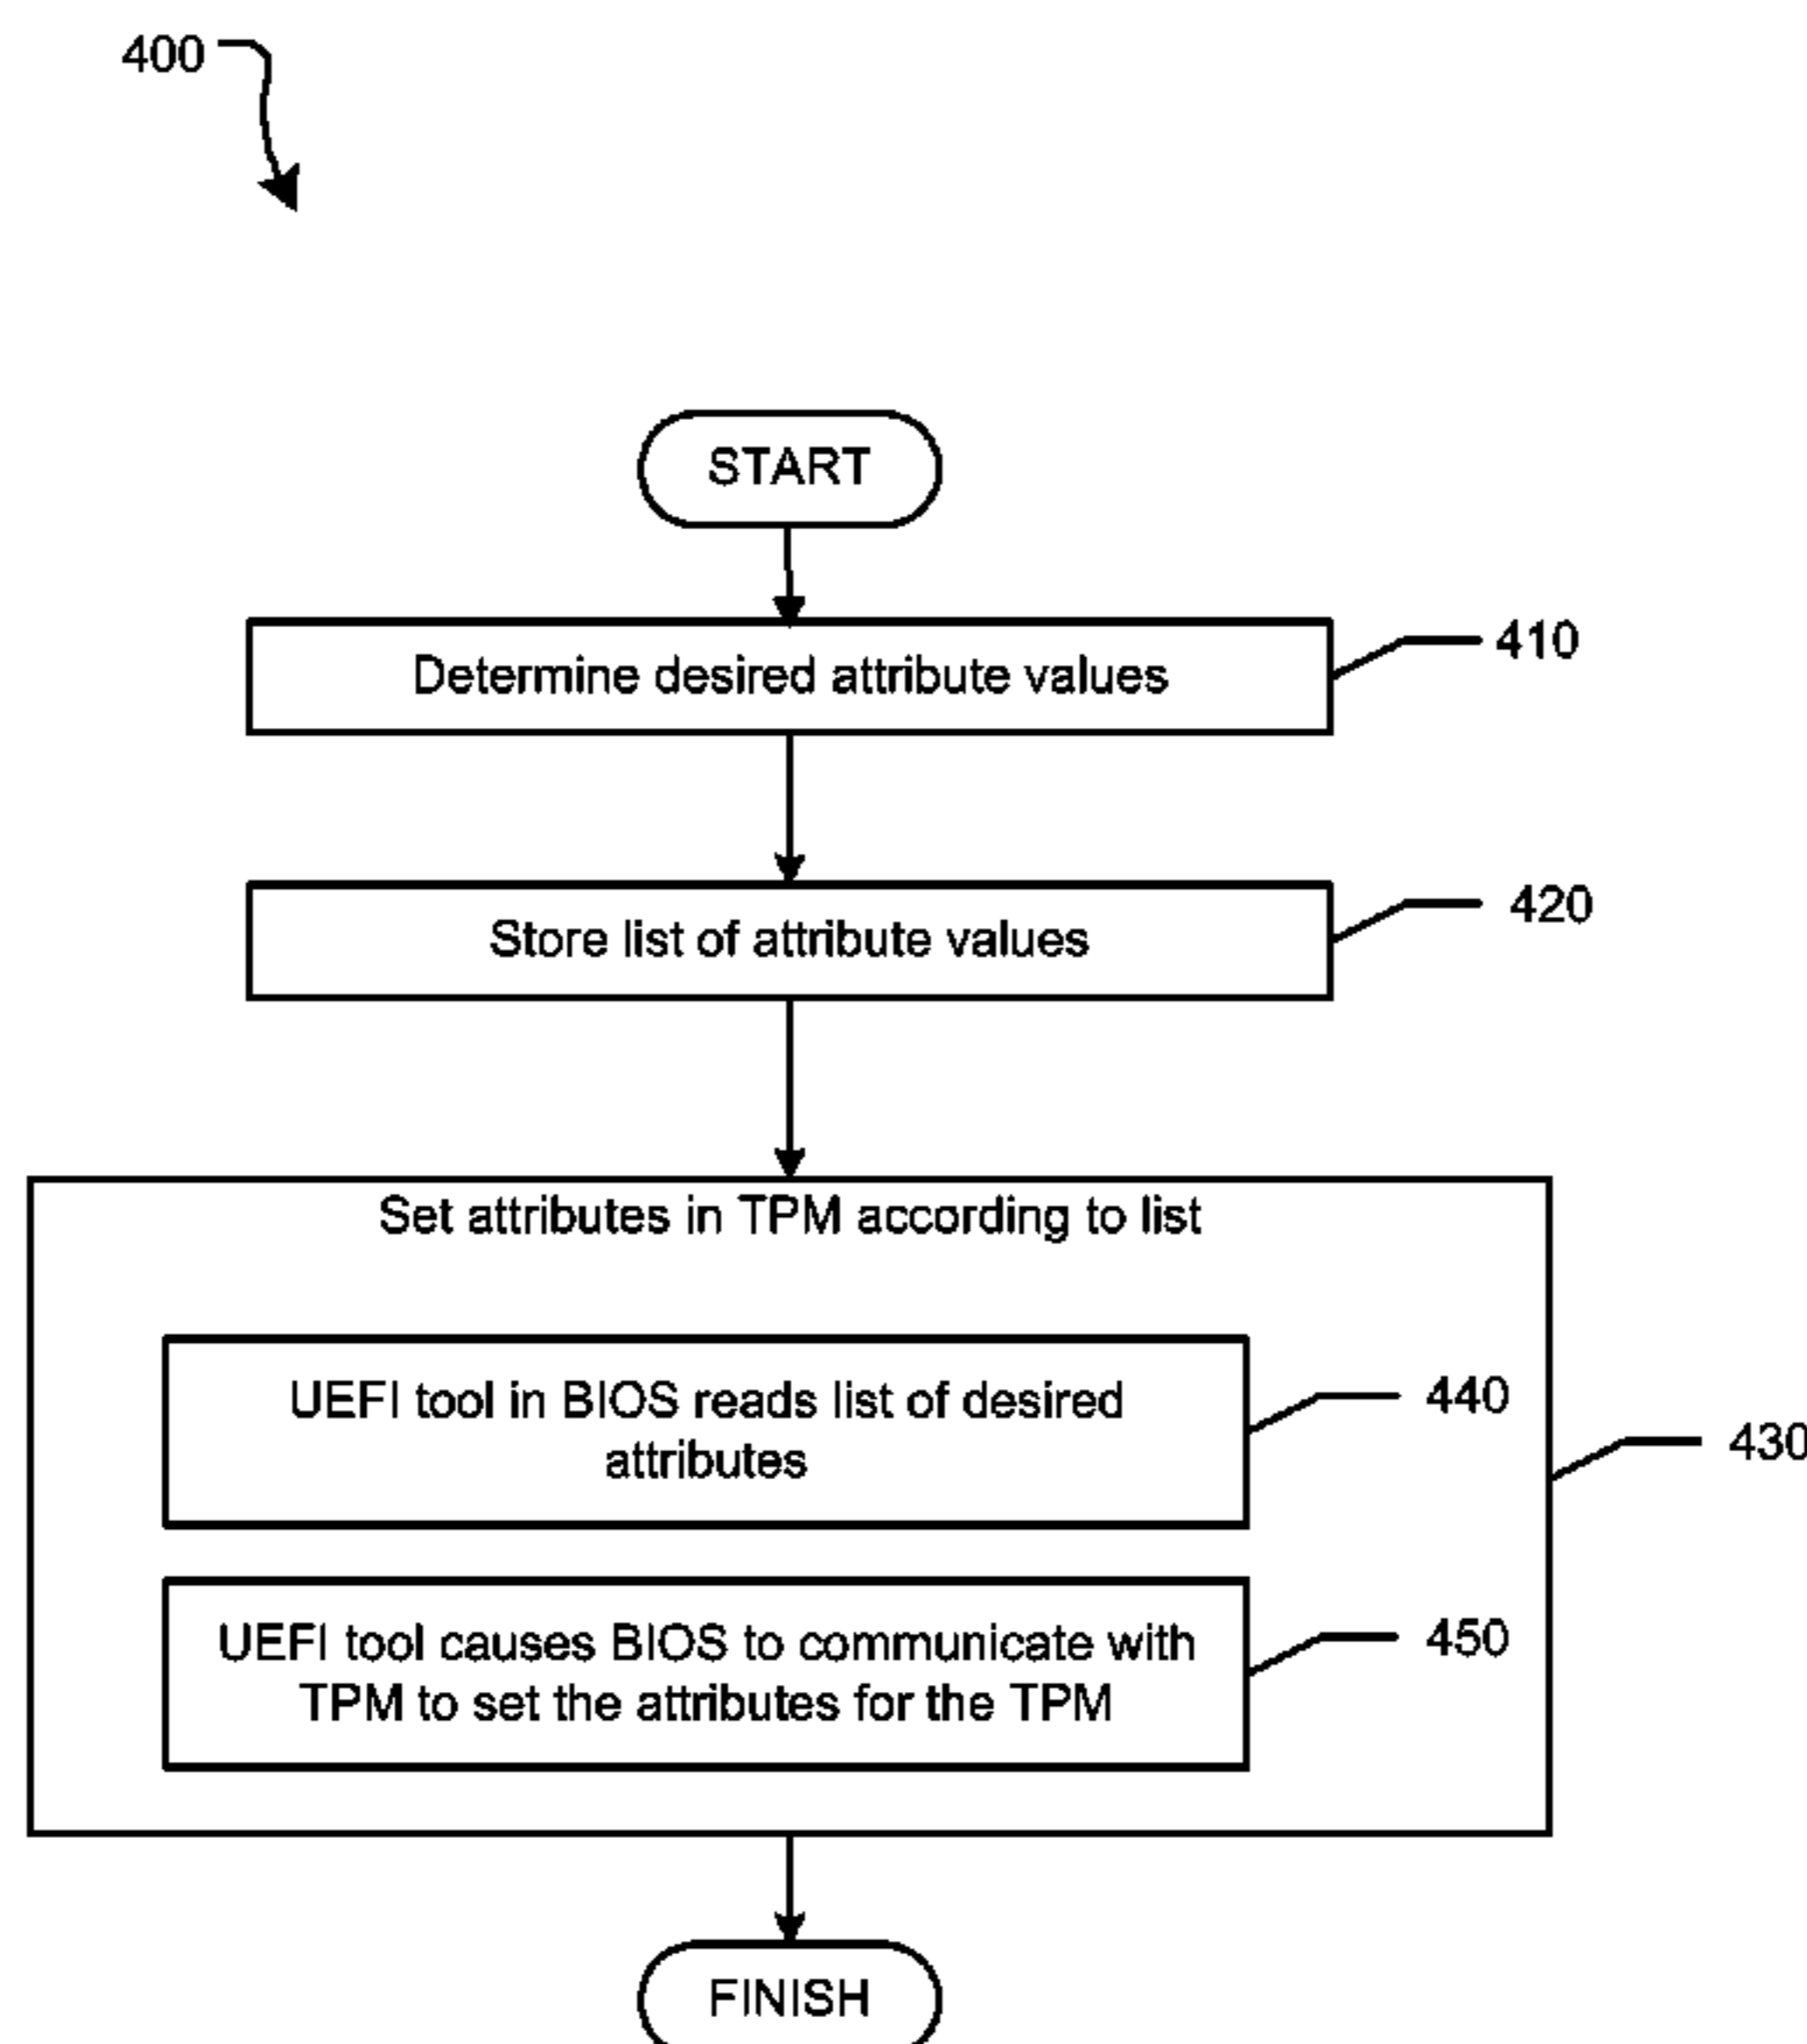 400
START
Determine desired attribute values
410
Store list of attribute values
420
Set attributes in TPM according to list
UEFI tool in BIOS reads list of desired
attributes
440
430
UEFI tool causes BIOS to communicate with
TPM to set the attributes for the TPM
450
FINISH